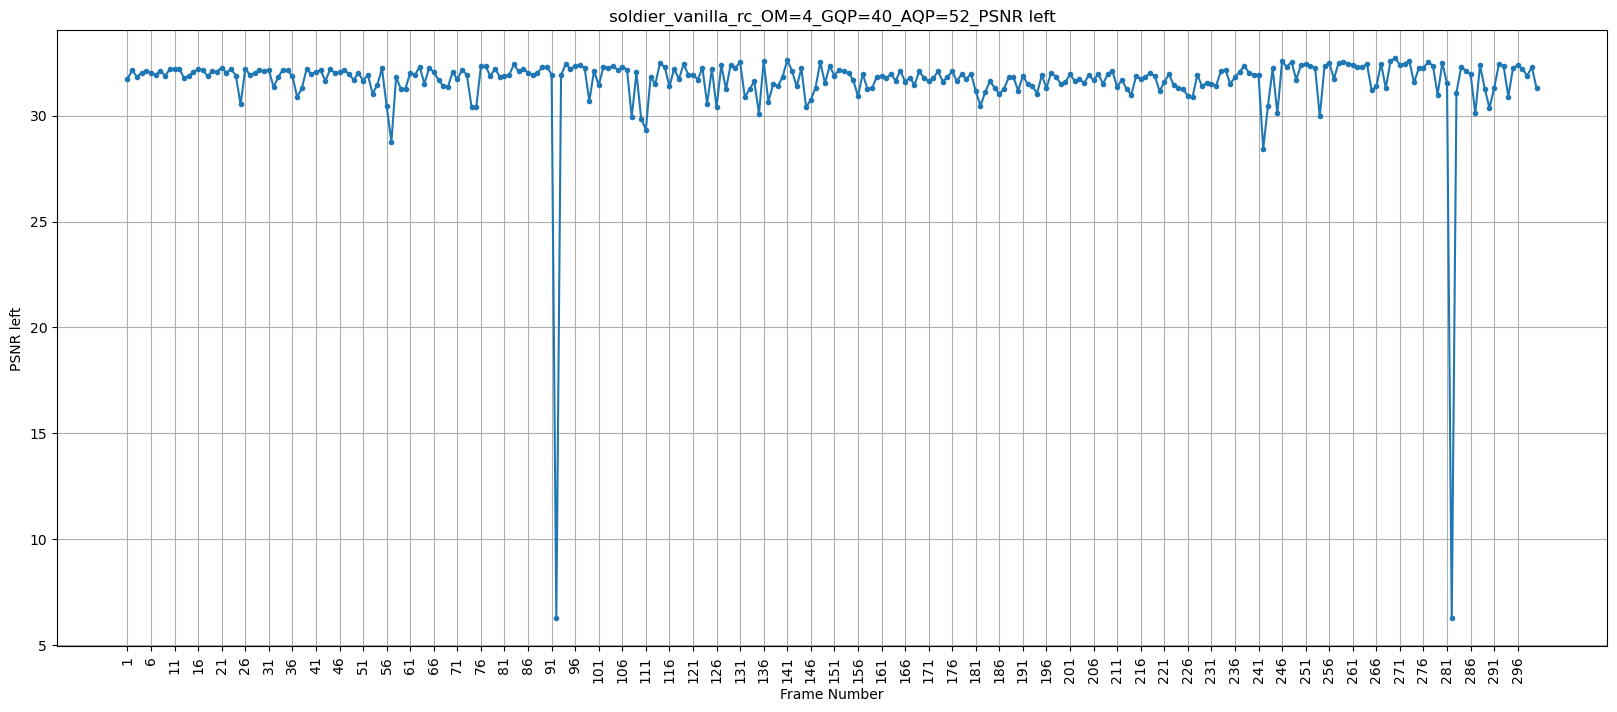 soldier_vanilla_rc_OM=4_GQP=40_AQP=52_PSNR left
PSNR left
30
25
20
15
10
5
1 6 11 16 21 26 31 36 41 46 51 56 61 66 71 76 81 86 91 96 101 106 111 116 121 126 131 136 141 146 151 156 161 166 171 176 181 186 191 196 201 206 211 216 221 226 231 236 241 246 251 256 261 266 271 276 281 286 291 296
Frame Number